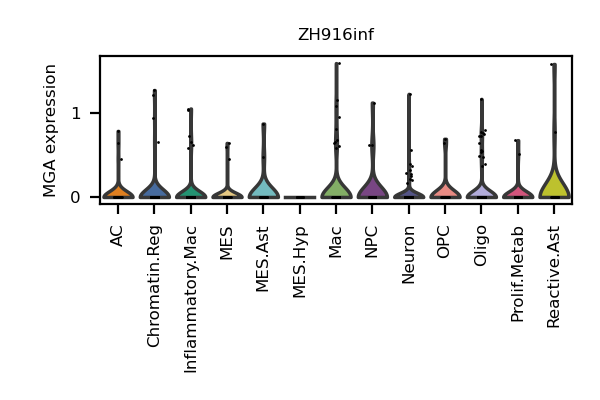 ZH916inf
MGA expression
1
0
AC
Chromatin.Reg
Inflammatory.Mac
MES
MES.Ast
MES.Hyp
Mac
NPC
Neuron
OPC
Oligo
Prolif.Metab
Reactive.Ast